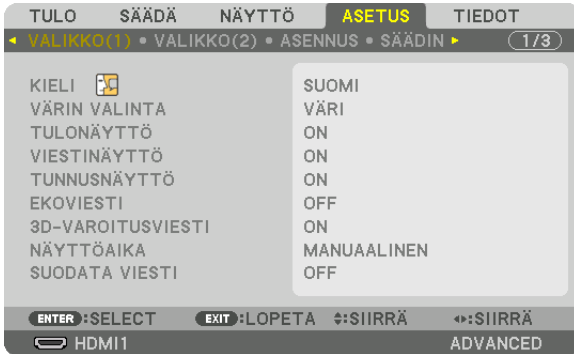 TULO SÄÄDÄ NÄYTTÖ ASETUS TIEDOT
VALIKKO(1) • VALIKKO(2) • ASENNUS • SÄÄDIN 1/3
KIELI SUOMI
VÄRIN VALINTA VÄRI
TULONÄYTTÖ ON
VIESTINÄYTTÖ ON
TUNNUSNÄYTTÖ ON
EKOVIESTI OFF
3D-VAROITUSVIESTI ON
NÄYTTÖAIKA MANUAALINEN
SUODATA VIESTI OFF
ENTER :SELECT EXIT :LOPETA :SIIRRÄ :SIIRRÄ
HDMI1 ADVANCED